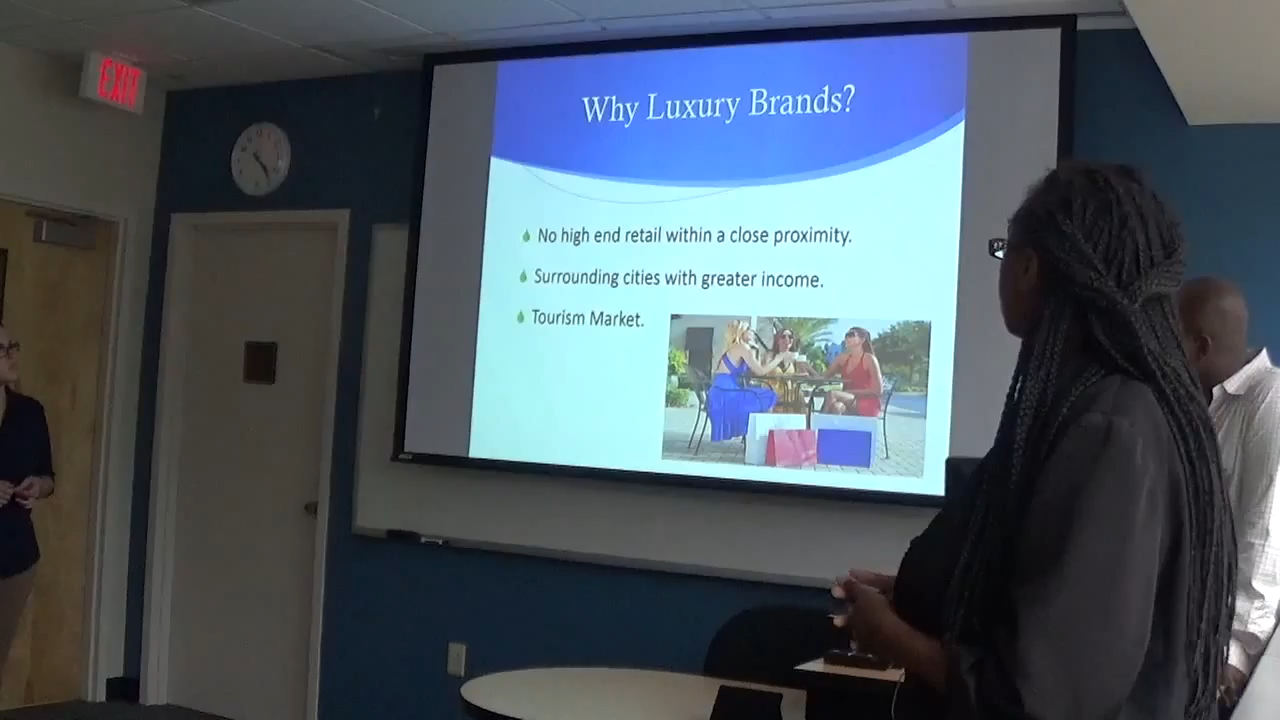 EXIT
Why Luxury Brands?
No high end retail within a close proximity.
Surrounding cities with greater income.
Tourism Market.